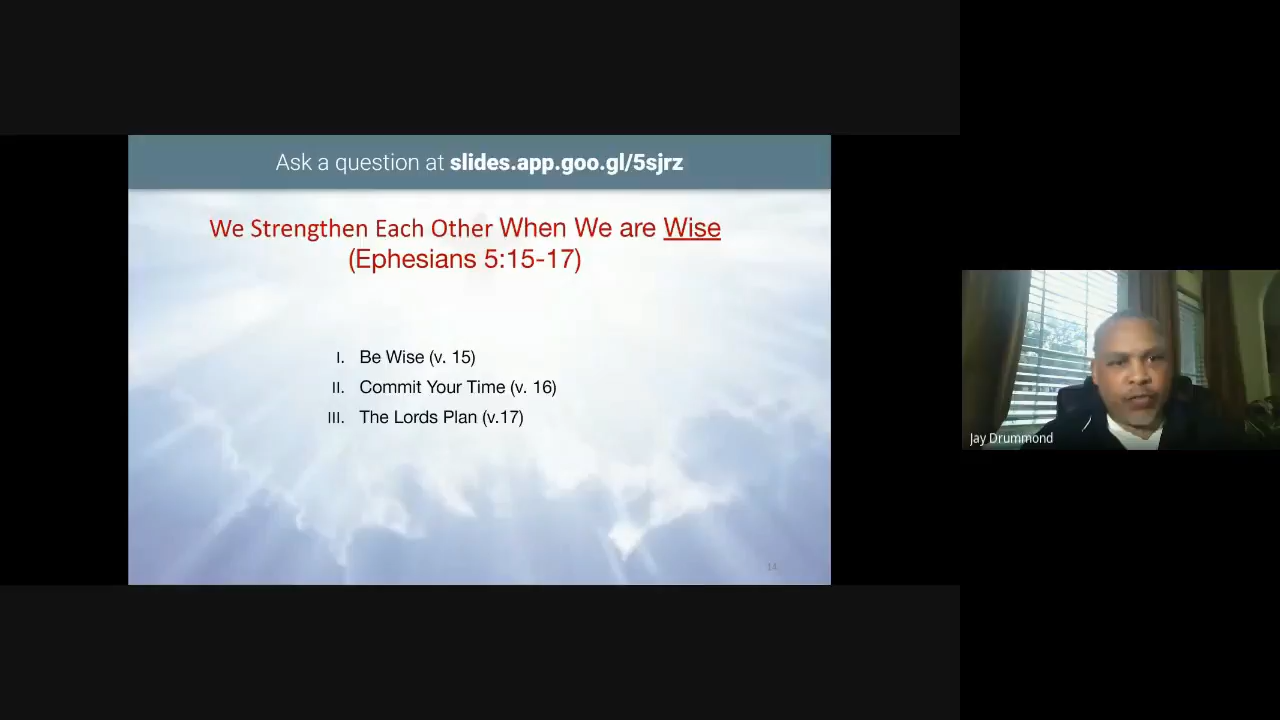 Ask a question at slides.app.goo.gl/5sjrz
We Strengthen Each Other When We are Wise
(Ephesians 5:15-17)
I. Be Wise (v. 15)
II. Commit Your Time (v. 16)
III. The Lords Plan (v.17)
14
Jay Drummond